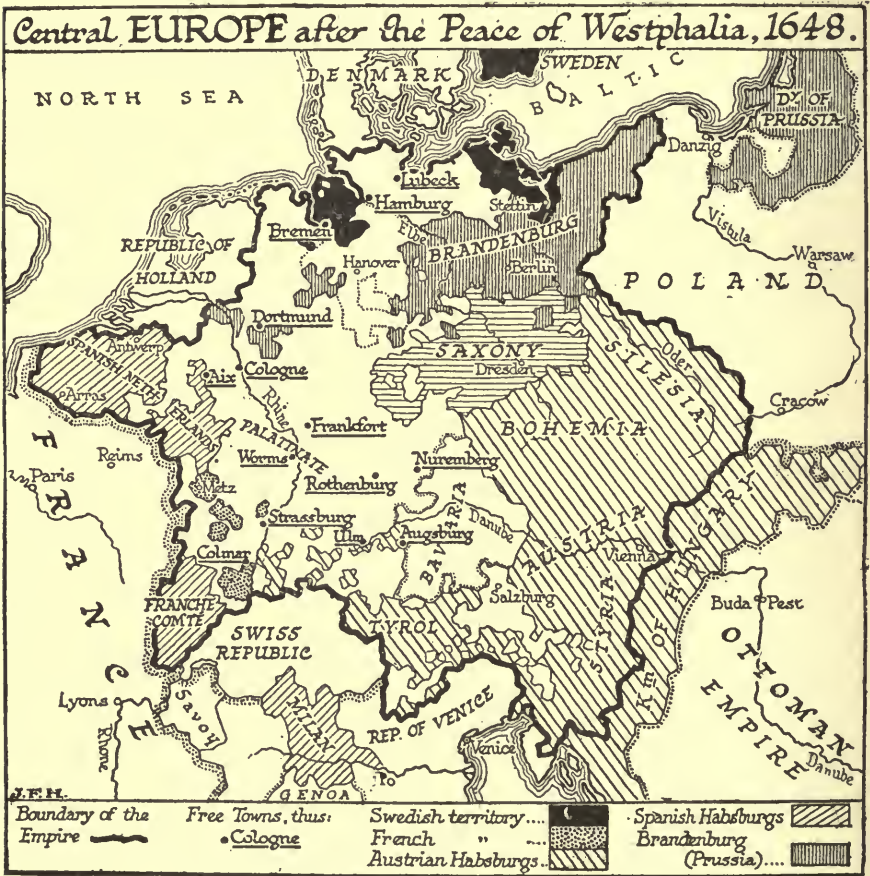 Central EUROPE after the Peace of Westphalia, 1648.
NORTH SEA
DENMARK
SWEDEN
BALTIC
Dy. OF
PRUSSIA
Danzig
Lübeck
Hamburg
Stettin
Bremen
Elbe
BRANDENBURG
Vistula
REPUBLIC OF
HOLLAND
Hanover
Berlin
Warsaw
POLAND
Dortmund
Antwerp
SPANISH NETH
ERLANDS
SAXONY
Dresden
SILESIA
Oder
Aix
Cologne
Arras
Rhine
Cracow
Frankfort
BOHEMIA
PALATINATE
Reims
Worms
Nuremberg
FRANCE
Paris
Metz
Rothenburg
Strassburg
Ulm
Augsburg
BAVARIA
Danube
AUSTRIA
Vienna
Colmar
Km OF HUNGARY
FRANCHE
COMTÉ
Salzburg
STYRIA
Buda
Pest
SWISS
REPUBLIC
TYROL
OTTOMAN
EMPIRE
Lyons
Savoy
MILAN
REP. OF VENICE
Venice
Rhone
Po
Danube
GENOA
J.F.H.
Boundary of the
Empire
Free Towns, thus:
Cologne
Swedish territory....
French " ....
Austrian Habsburgs..
Spanish Habsburgs
Brandenburg
(Prussia)....